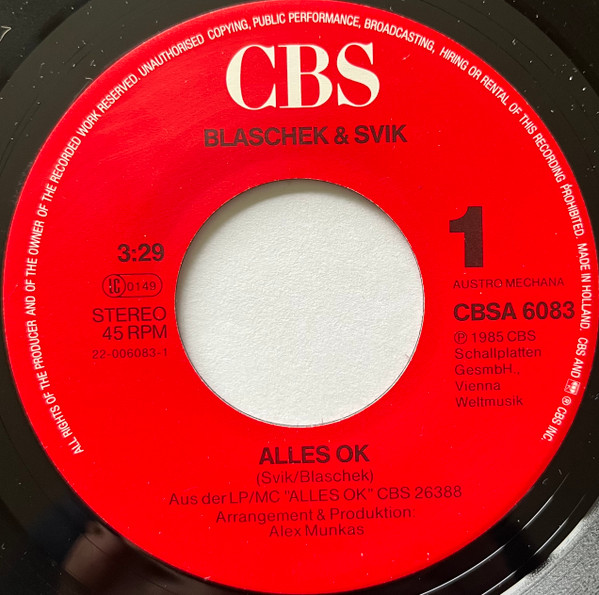 ALL RIGHTS OF THE PRODUCER AND OF THE OWNER OF THE RECORDED WORK RESERVED. UNAUTHORISED COPYING, PUBLIC PERFORMANCE, BROADCASTING, HIRING OR RENTAL OF THIS RECORDING PROHIBITED. MADE IN HOLLAND. CBS AND ® CBS INC.
CBS
BLASCHEK & SVIK
3:29
LC 0149
STEREO
45 RPM
22-006083-1
1
AUSTRO MECHANA
CBSA 6083
℗ 1985 CBS
Schallplatten
GesmbH.,
Vienna
Weltmusik
ALLES OK
(Svik/Blaschek)
Aus der LP/MC "ALLES OK" CBS 26388
Arrangement & Produktion:
Alex Munkas